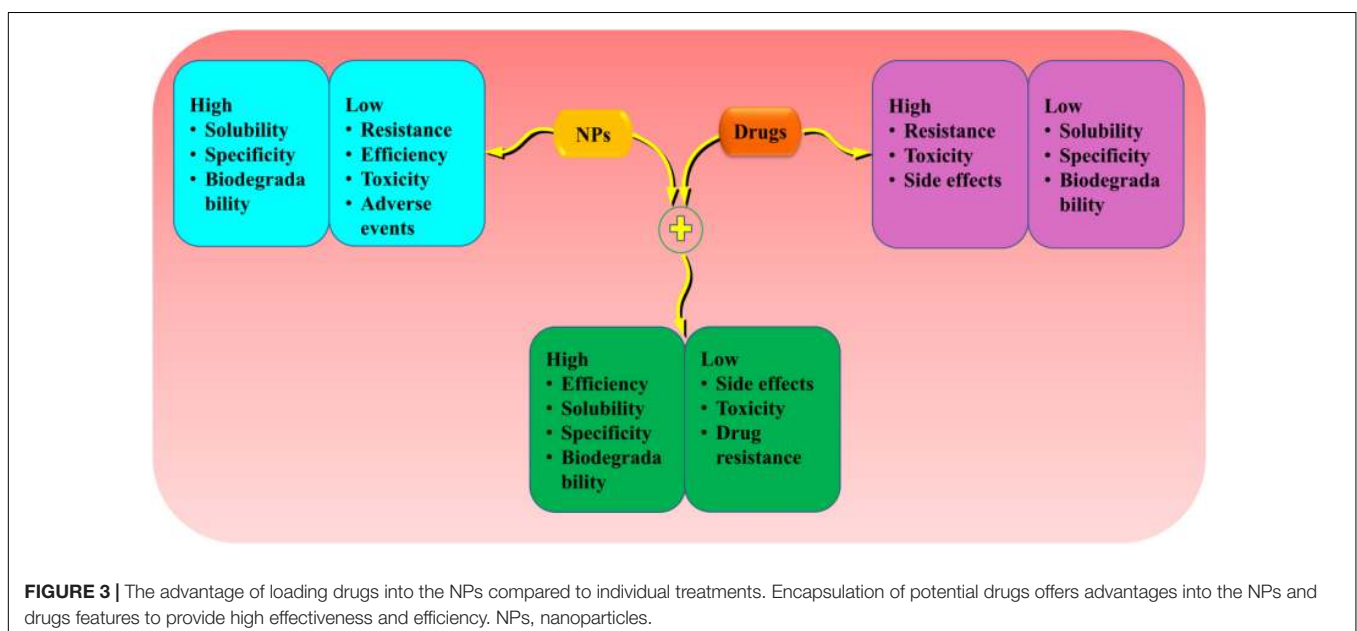 High
• Solubility
• Specificity
• Biodegrada
bility
Low
• Resistance
• Efficiency
• Toxicity
• Adverse
events
NPs
Drugs
High
• Resistance
• Toxicity
• Side effects
Low
• Solubility
• Specificity
• Biodegrada
bility
High
• Efficiency
• Solubility
• Specificity
• Biodegrada
bility
Low
• Side effects
• Toxicity
• Drug
resistance
FIGURE 3 | The advantage of loading drugs into the NPs compared to individual treatments. Encapsulation of potential drugs offers advantages into the NPs and
drugs features to provide high effectiveness and efficiency. NPs, nanoparticles.